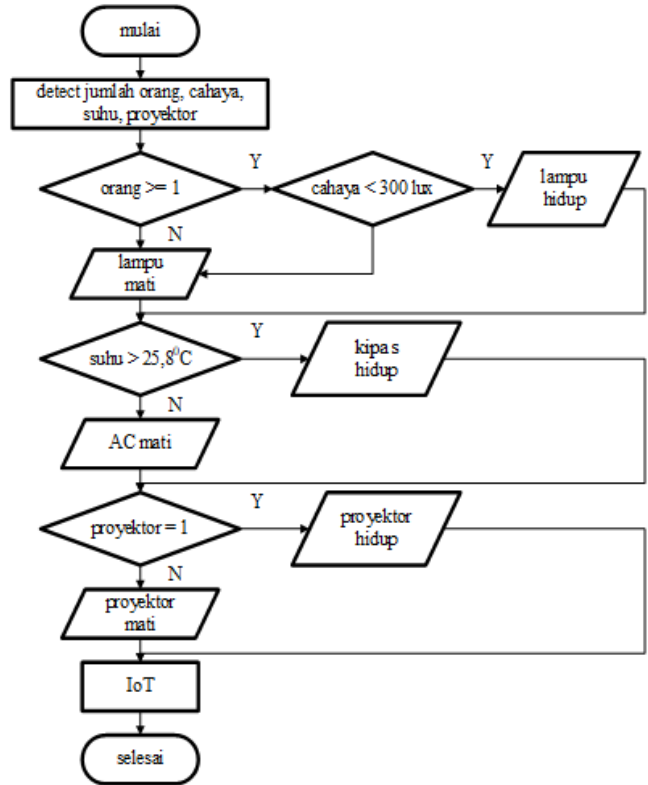 mulai
detect jumlah orang, cahaya,
suhu, proyektor
orang >= 1
Y
cahaya < 300 lux
Y
lampu
hidup
N
lampu
mati
suhu > 25,8⁰C
Y
kipas
hidup
N
AC mati
proyektor = 1
Y
proyektor
hidup
N
proyektor
mati
IoT
selesai